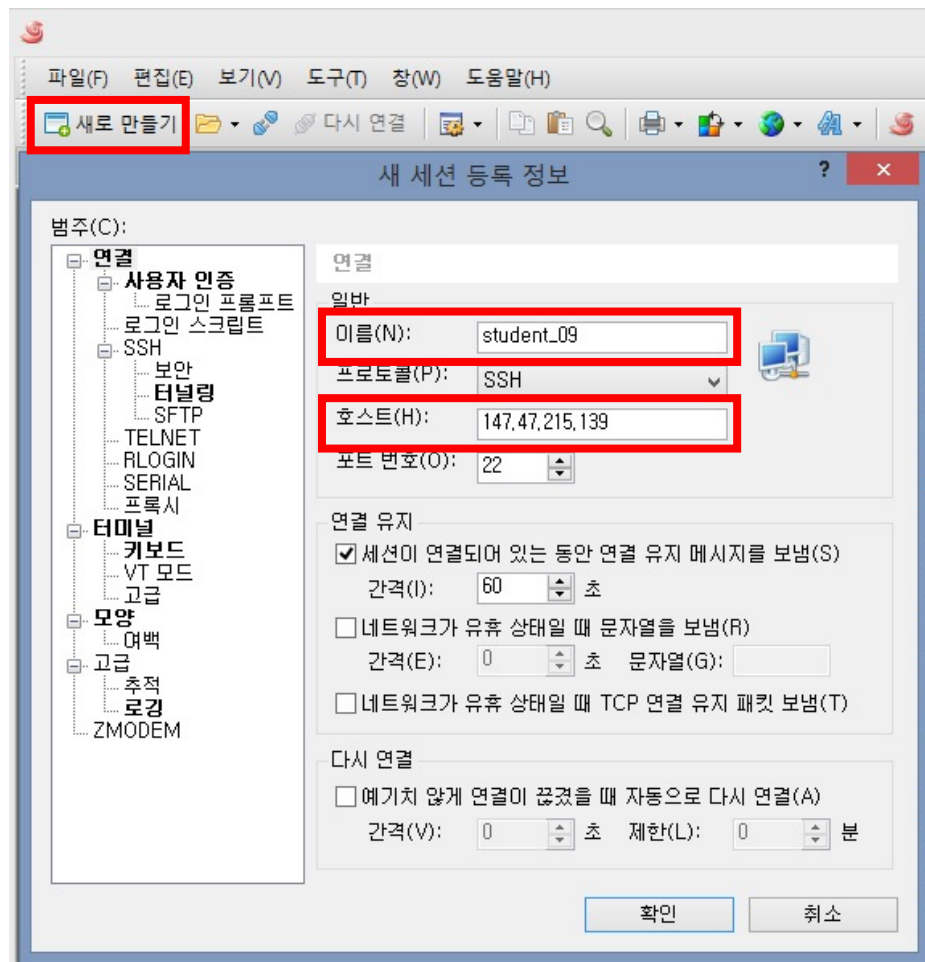 파일(F) 편집(E) 보기(V) 도구(T) 창(W) 도움말(H)
새로 만들기 다시 연결
새 세션 등록 정보 ?
범주(C):
연결
사용자 인증
로그인 프롬프트
로그인 스크립트
SSH
보안
터널링
SFTP
TELNET
RLOGIN
SERIAL
프록시
터미널
키보드
VT 모드
고급
모양
여백
고급
추적
로깅
ZMODEM
연결
일반
이름(N): student_09
프로토콜(P): SSH
호스트(H): 147,47,215,139
포트 번호(O): 22
연결 유지
세션이 연결되어 있는 동안 연결 유지 메시지를 보냄(S)
간격(I): 60 초
네트워크가 유휴 상태일 때 문자열을 보냄(R)
간격(E): 0 초 문자열(G):
네트워크가 유휴 상태일 때 TCP 연결 유지 패킷 보냄(T)
다시 연결
예기치 않게 연결이 끊겼을 때 자동으로 다시 연결(A)
간격(V): 0 초 제한(L): 0 분
확인 취소